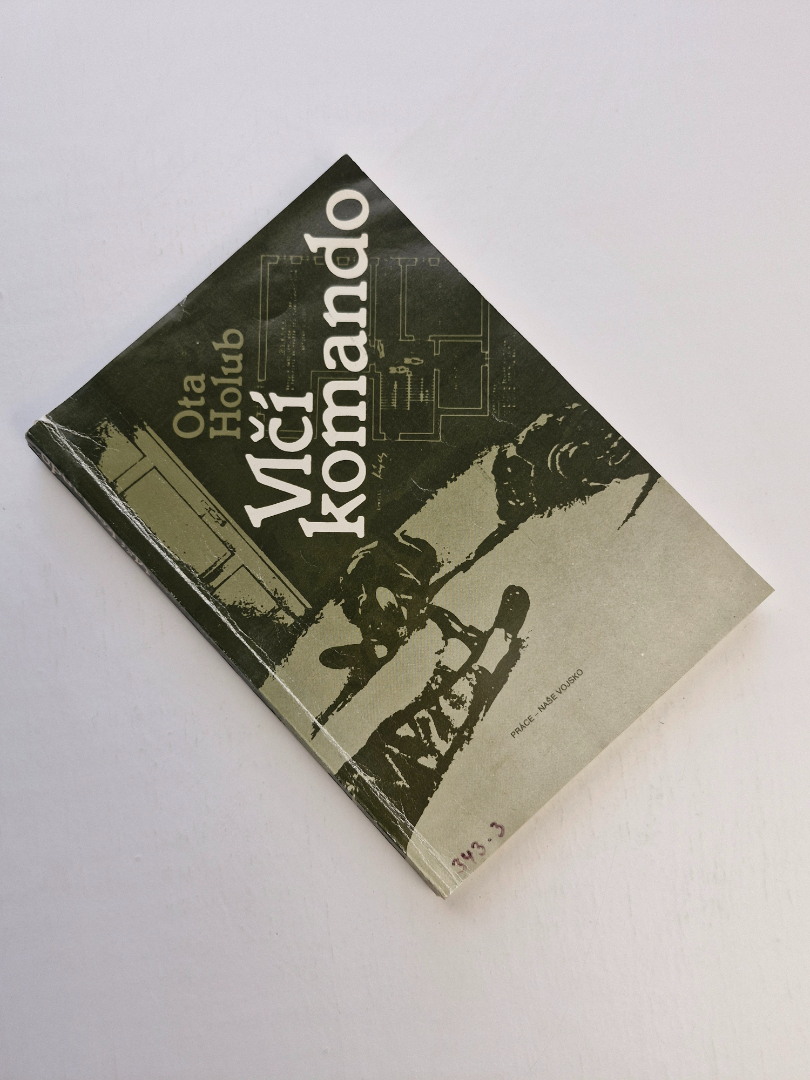 Ota
Holub
Vlčí
komando
PRÁCE – NAŠE VOJSKO
343.3